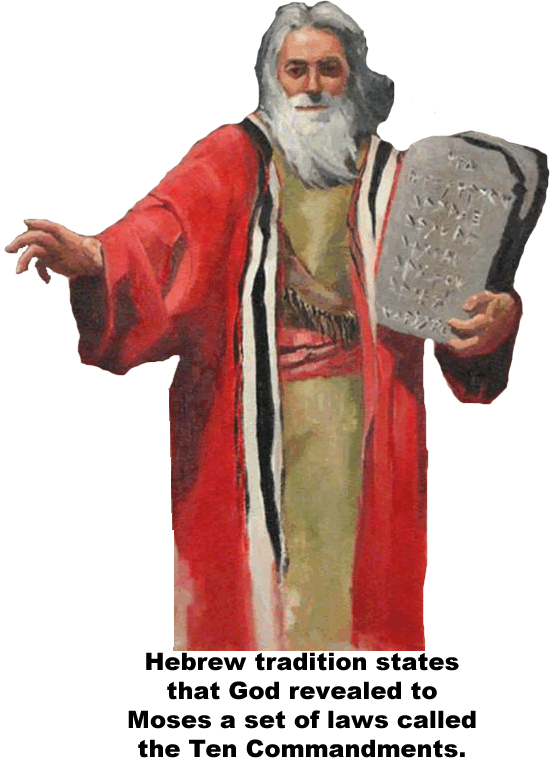 Hebrew tradition states
that God revealed to
Moses a set of laws called
the Ten Commandments.